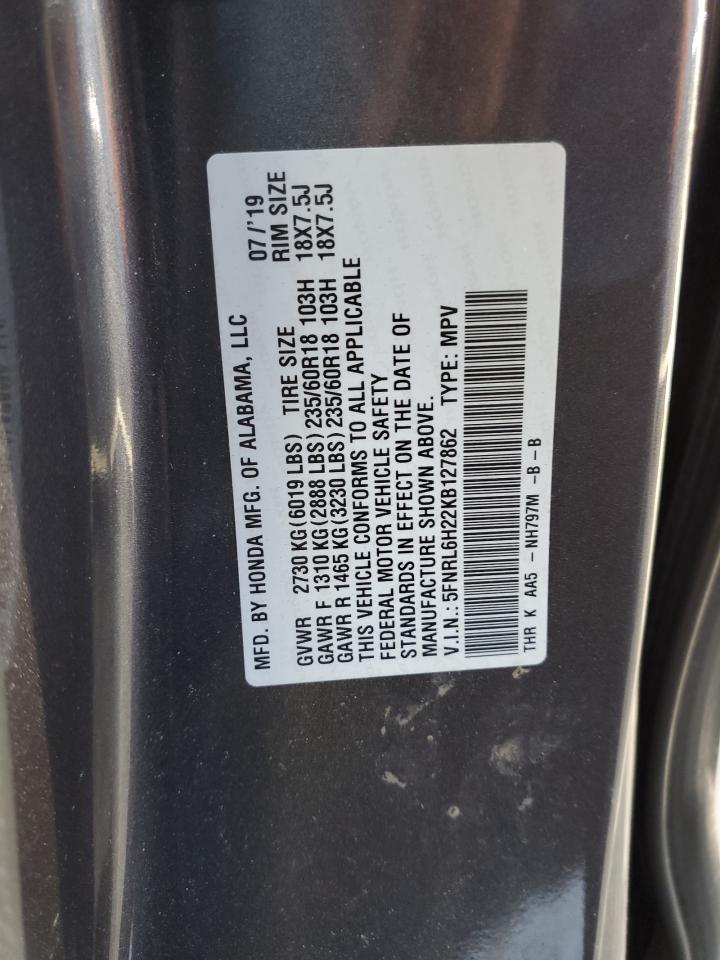 MFD. BY HONDA MFG. OF ALABAMA, LLC 07/'19
GVWR 2730 KG(6019 LBS) TIRE SIZE RIM SIZE
GAWR F 1310 KG(2888 LBS)235/60R18 103H 18X7.5J
GAWR R 1465 KG(3230 LBS)235/60R18 103H 18X7.5J
THIS VEHICLE CONFORMS TO ALL APPLICABLE
FEDERAL MOTOR VEHICLE SAFETY
STANDARDS IN EFFECT ON THE DATE OF
MANUFACTURE SHOWN ABOVE.
V.I.N.:5FNRL6H22KB127862 TYPE: MPV
THR K AA5 - NH797M -B-B